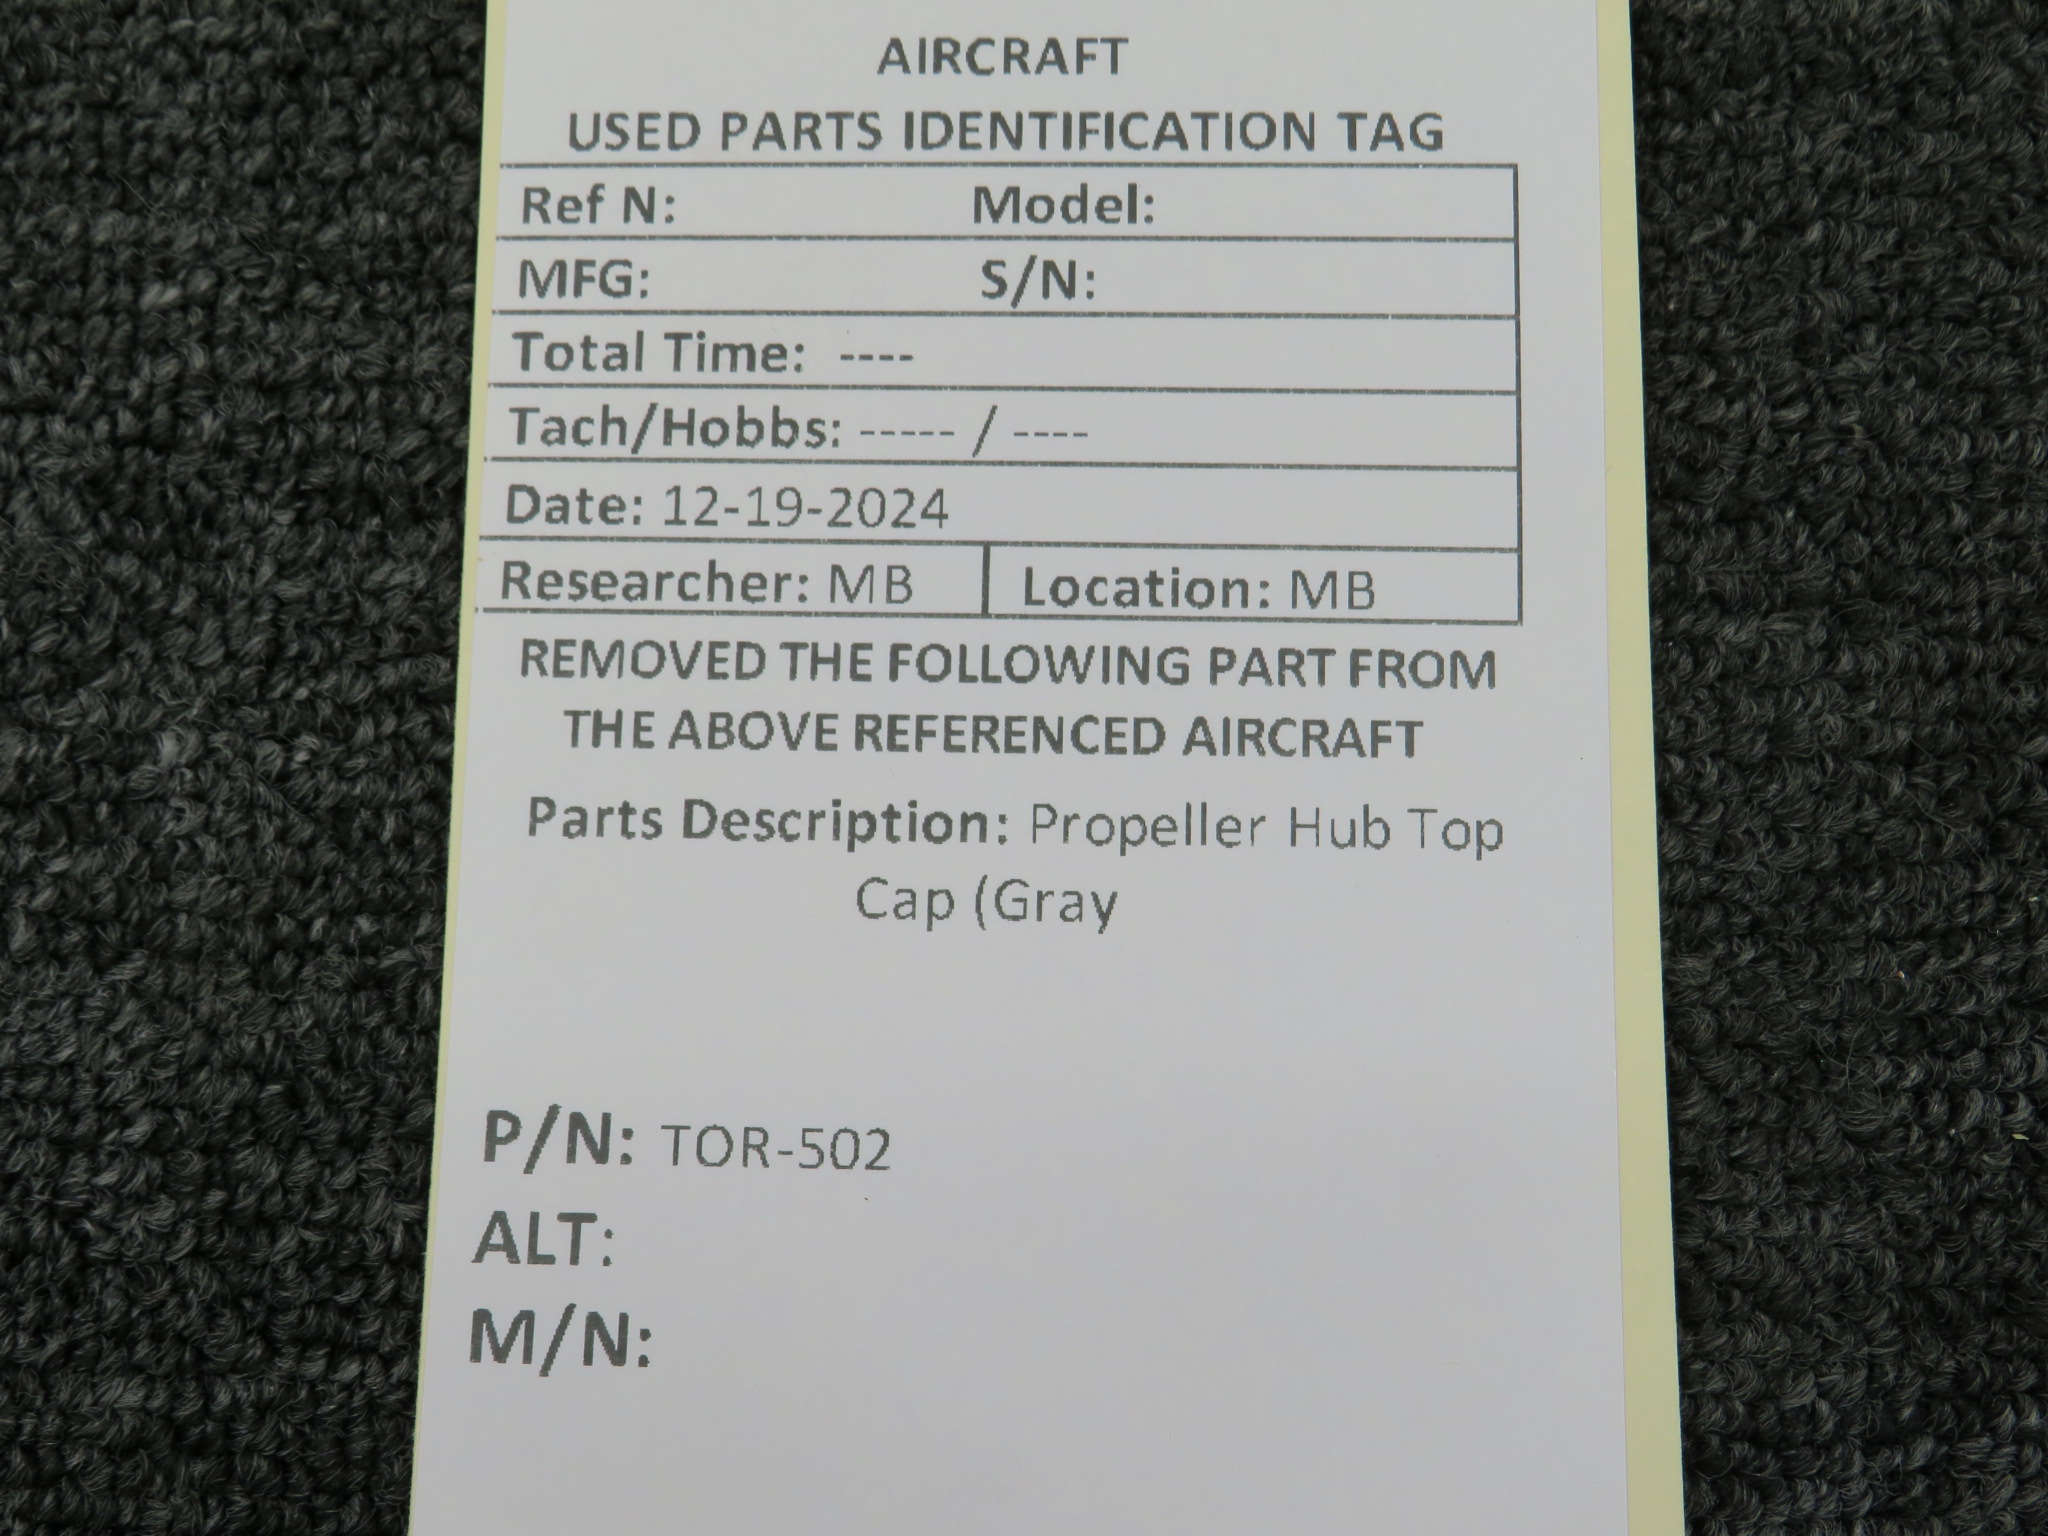 AIRCRAFT
USED PARTS IDENTIFICATION TAG
Ref N: Model:
MFG: S/N:
Total Time: ----
Tach/Hobbs: ----- / ----
Date: 12-19-2024
Researcher: MB Location: MB
REMOVED THE FOLLOWING PART FROM
THE ABOVE REFERENCED AIRCRAFT
Parts Description: Propeller Hub Top
Cap (Gray
P/N: TOR-502
ALT:
M/N: